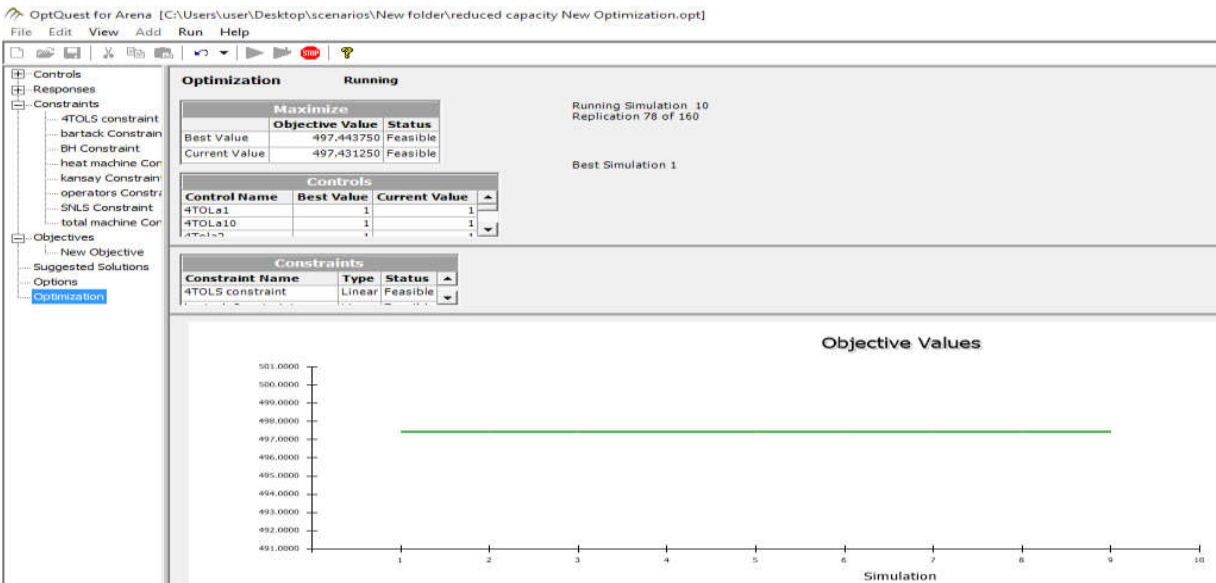 OptQuest for Arena [C:\Users\user\Desktop\scenarios\New folder\reduced capacity New Optimization.opt]
File Edit View Add Run Help
STOP ?
Controls
Responses
Constraints
4TOLS constraint
bartack Constrain
BH Constraint
heat machine Con
kansay Constrain
operators Constra
SNLS Constraint
total machine Con
Objectives
New Objective
Suggested Solutions
Options
Optimization
Optimization Running
Maximize
Objective Value Status
Best Value 497.443750 Feasible
Current Value 497.431250 Feasible
Running Simulation 10
Replication 78 of 160
Best Simulation 1
Controls
Control Name Best Value Current Value
4TOLa1 1 1
4TOLa10 1 1
Constraints
Constraint Name Type Status
4TOLS constraint Linear Feasible
Objective Values
501.0000
500.0000
499.0000
498.0000
497.0000
496.0000
495.0000
494.0000
493.0000
492.0000
491.0000
1 2 3 4 5 6 7 8 9 10
Simulation